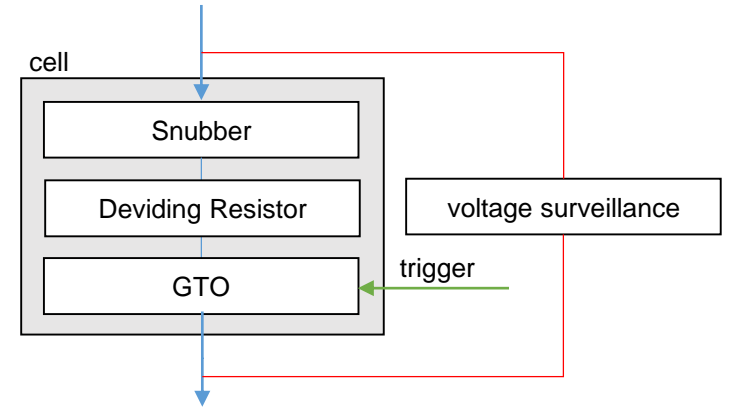 cell
Snubber
Deviding Resistor
voltage surveillance
trigger
GTO